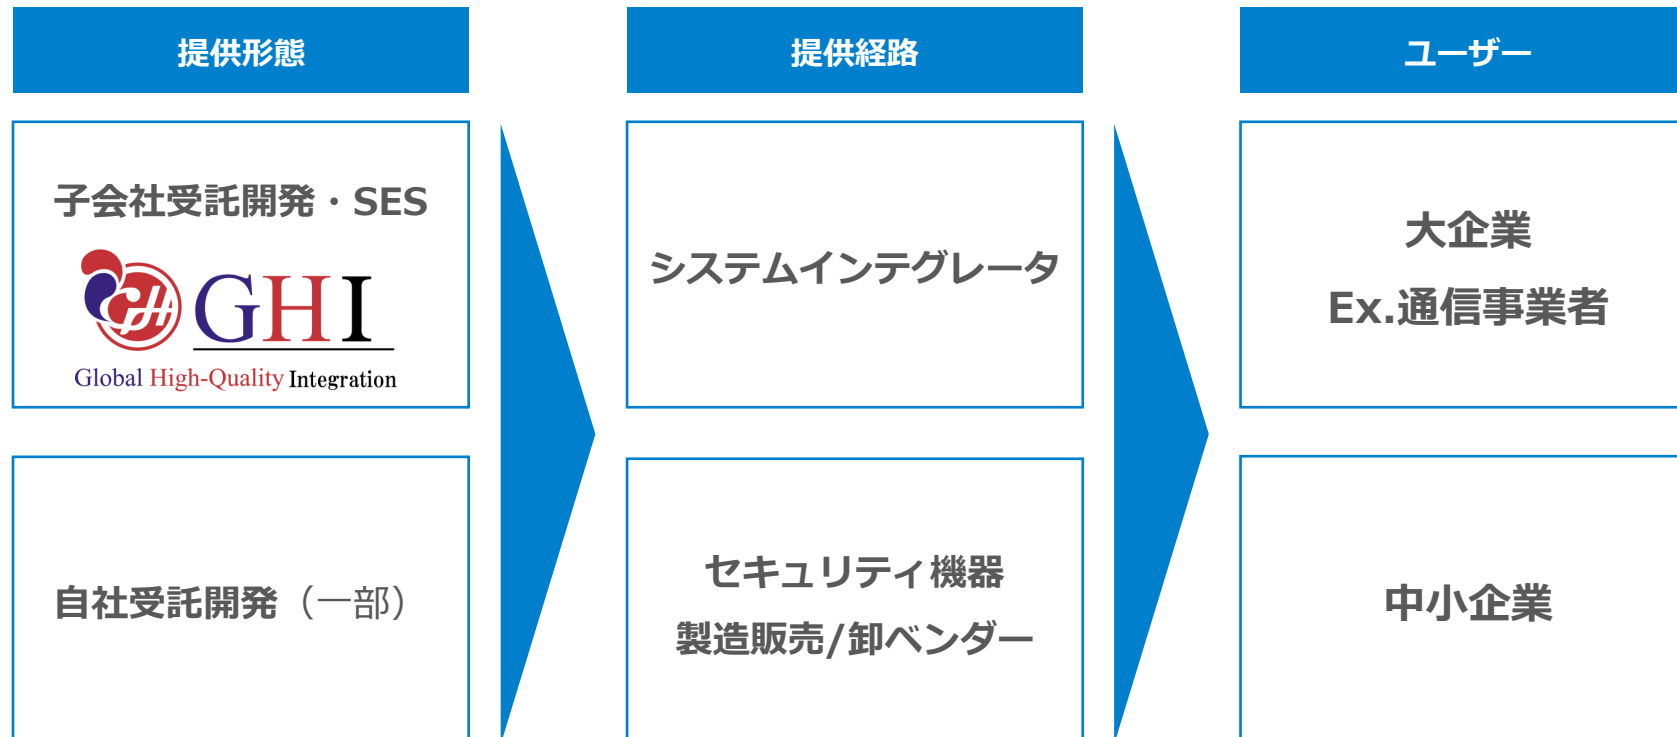 提供形態
提供経路
ユーザー
子会社受託開発・SES
GHI
Global High-Quality Integration
システムインテグレータ
大企業
Ex.通信事業者
自社受託開発（一部）
セキュリティ機器
製造販売/卸ベンダー
中小企業